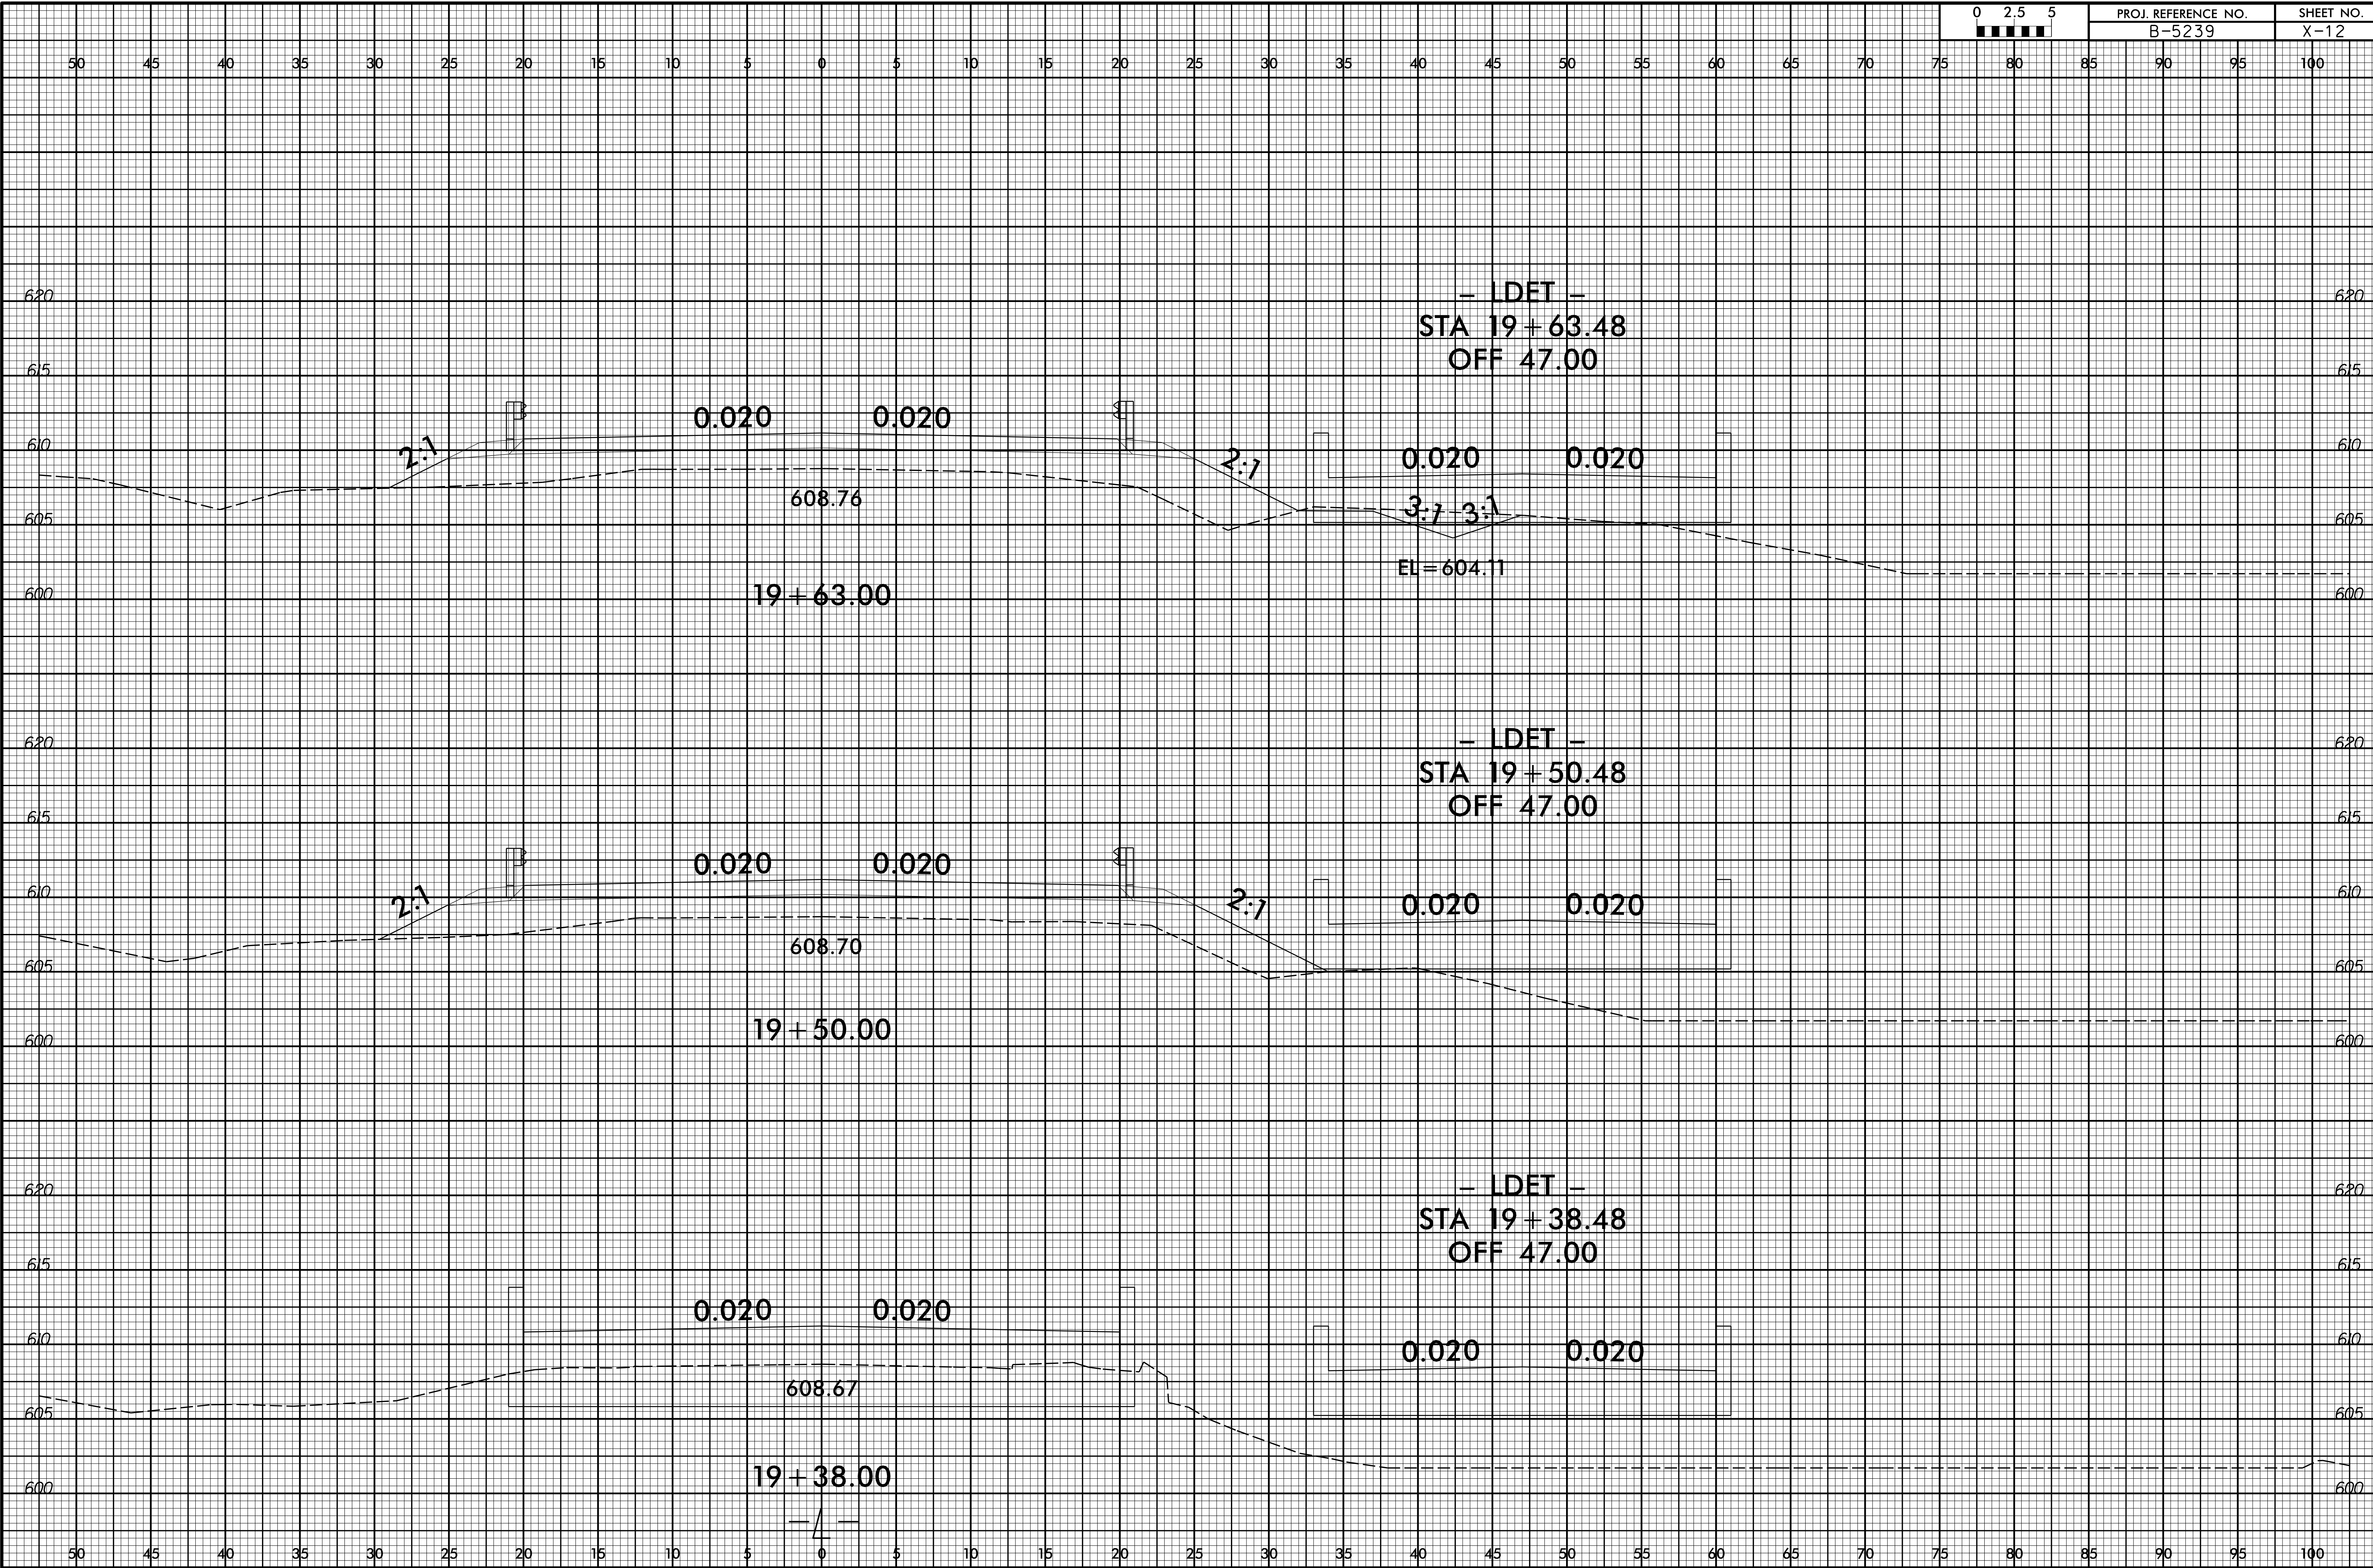 0 2.5 5
PROJ. REFERENCE NO.
SHEET NO.
B-5239
X-12
50 45 40 35 30 25 20 15 10 5 0 5 10 15 20 25 30 35 40 45 50 55 60 65 70 75 80 85 90 95 100
620 620
– LDET –
STA 19+63.48
OFF 47.00
615 615
0.020 0.020
2:1 2:1
610 610
0.020 0.020
608.76
3:1 3:1
605 605
EL=604.11
19+63.00
600 600
620 620
– LDET –
STA 19+50.48
OFF 47.00
615 615
0.020 0.020
2:1 2:1
610 610
0.020 0.020
608.70
605 605
19+50.00
600 600
620 620
– LDET –
STA 19+38.48
OFF 47.00
615 615
0.020 0.020
610 610
0.020 0.020
608.67
605 605
19+38.00
600 600
–L–
50 45 40 35 30 25 20 15 10 5 0 5 10 15 20 25 30 35 40 45 50 55 60 65 70 75 80 85 90 95 100